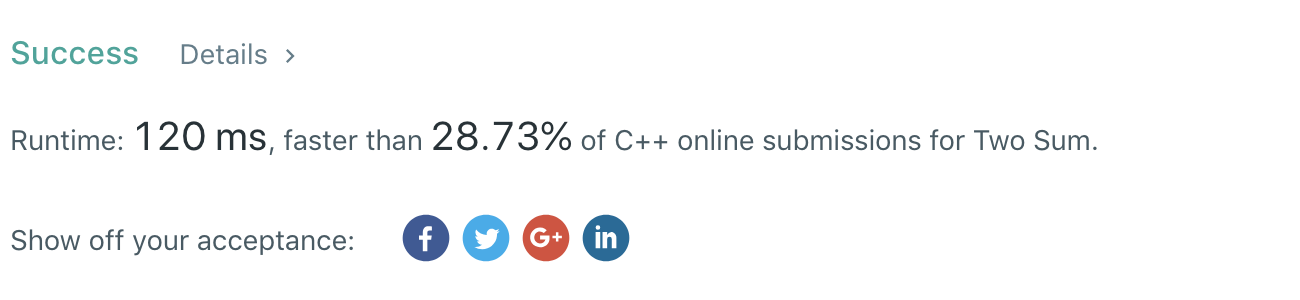 Success Details >
Runtime: 120 ms, faster than 28.73% of C++ online submissions for Two Sum.
Show off your acceptance: f G+ in